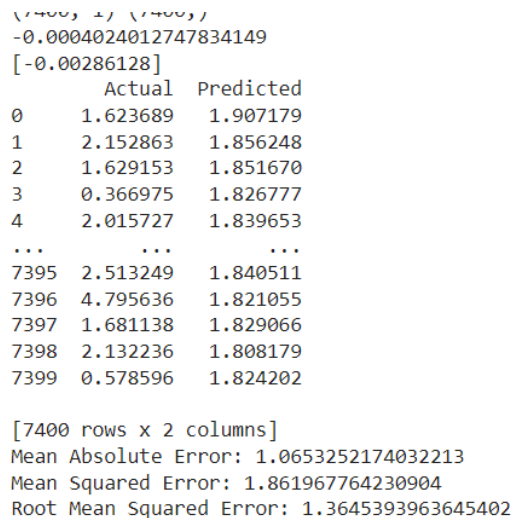 (7400, 1) (7400,)
-0.0004024012747834149
[-0.00286128]
Actual Predicted
0 1.623689 1.907179
1 2.152863 1.856248
2 1.629153 1.851670
3 0.366975 1.826777
4 2.015727 1.839653
... ... ...
7395 2.513249 1.840511
7396 4.795636 1.821055
7397 1.681138 1.829066
7398 2.132236 1.808179
7399 0.578596 1.824202
[7400 rows x 2 columns]
Mean Absolute Error: 1.0653252174032213
Mean Squared Error: 1.861967764230904
Root Mean Squared Error: 1.3645393963645402